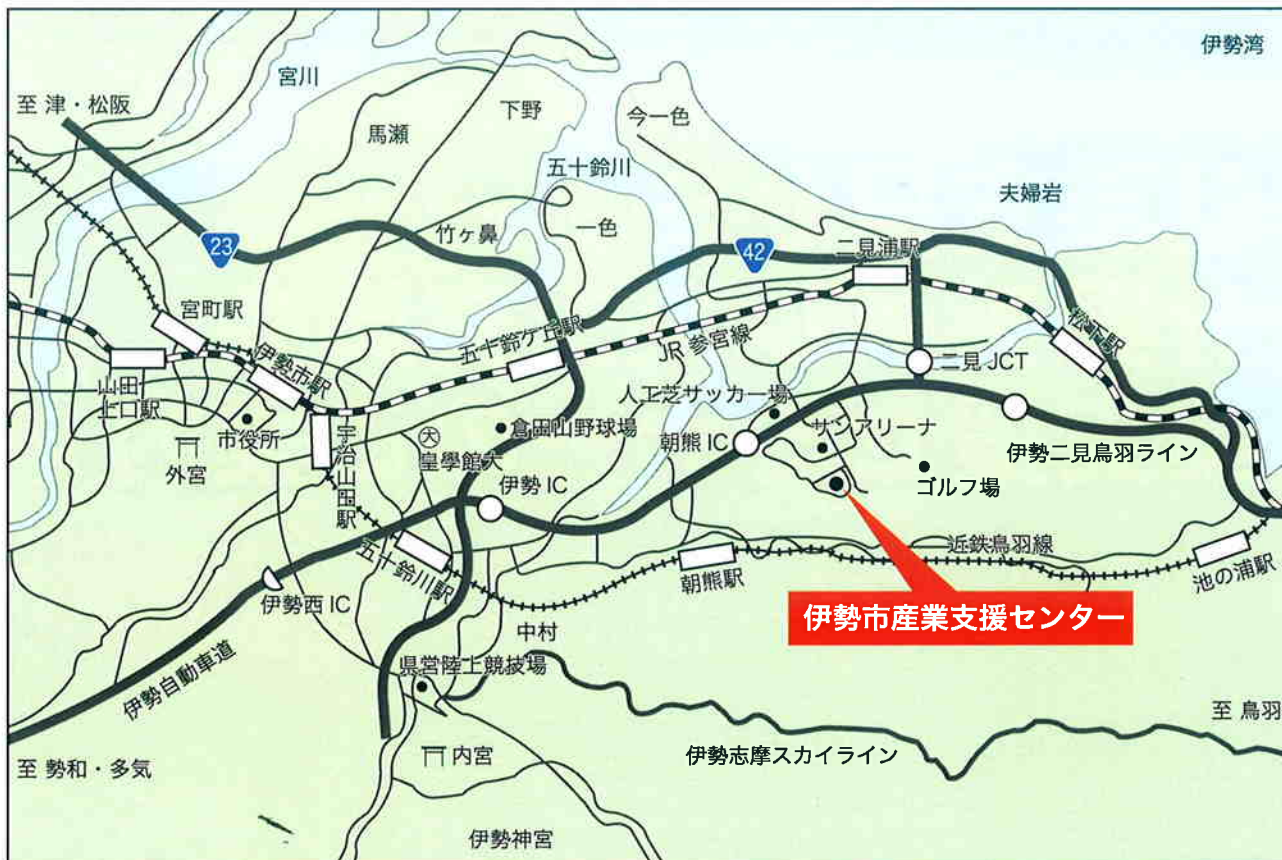 伊勢湾
宮川
至 津・松阪
下野
今一色
馬瀬
五十鈴川
夫婦岩
竹ヶ鼻
一色
23
42
二見浦駅
宮町駅
五十鈴ケ丘駅
JR 参宮線
松下駅
伊勢市駅
二見 JCT
山田
上口駅
人工芝サッカー場
市役所
大
倉田山野球場
朝熊 IC
サンアリーナ
宇治山田駅
皇學館大
伊勢二見鳥羽ライン
外宮
伊勢 IC
ゴルフ場
五十鈴川駅
近鉄鳥羽線
朝熊駅
池の浦駅
伊勢西 IC
伊勢市産業支援センター
中村
伊勢自動車道
県営陸上競技場
至 鳥羽
内宮
伊勢志摩スカイライン
至 勢和・多気
伊勢神宮